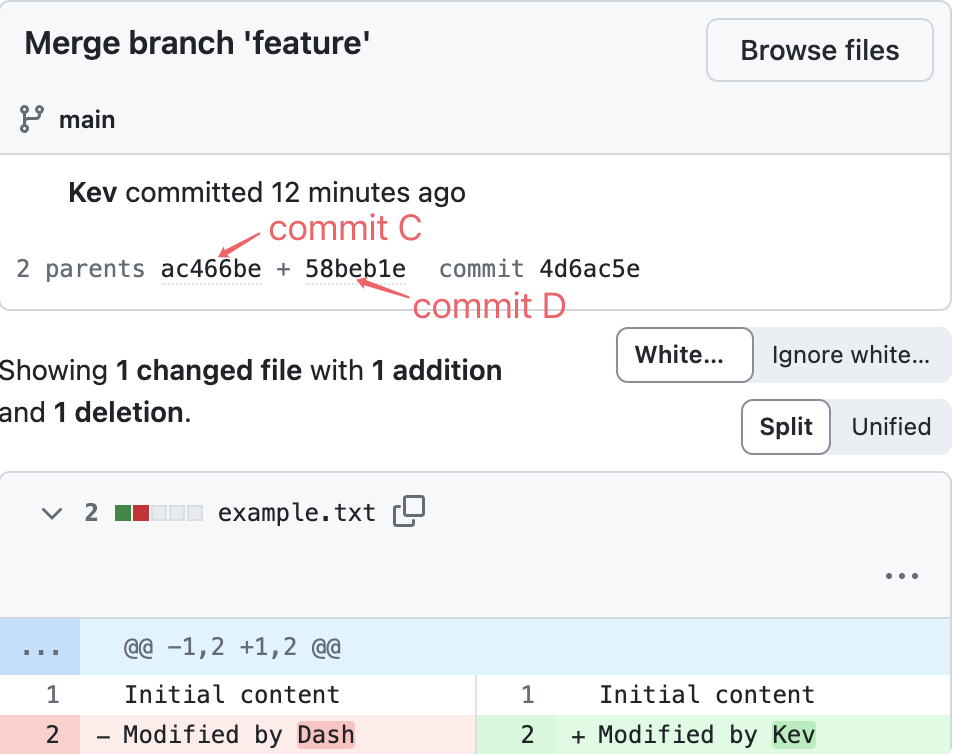 Merge branch 'feature'
Browse files
main
Kev committed 12 minutes ago
commit C
2 parents ac466be + 58beb1e commit 4d6ac5e
commit D
Showing 1 changed file with 1 addition
and 1 deletion.
White...
Ignore white...
Split
Unified
2
example.txt
...
@@ -1,2 +1,2 @@
1 Initial content
1 Initial content
2 - Modified by Dash
2 + Modified by Kev